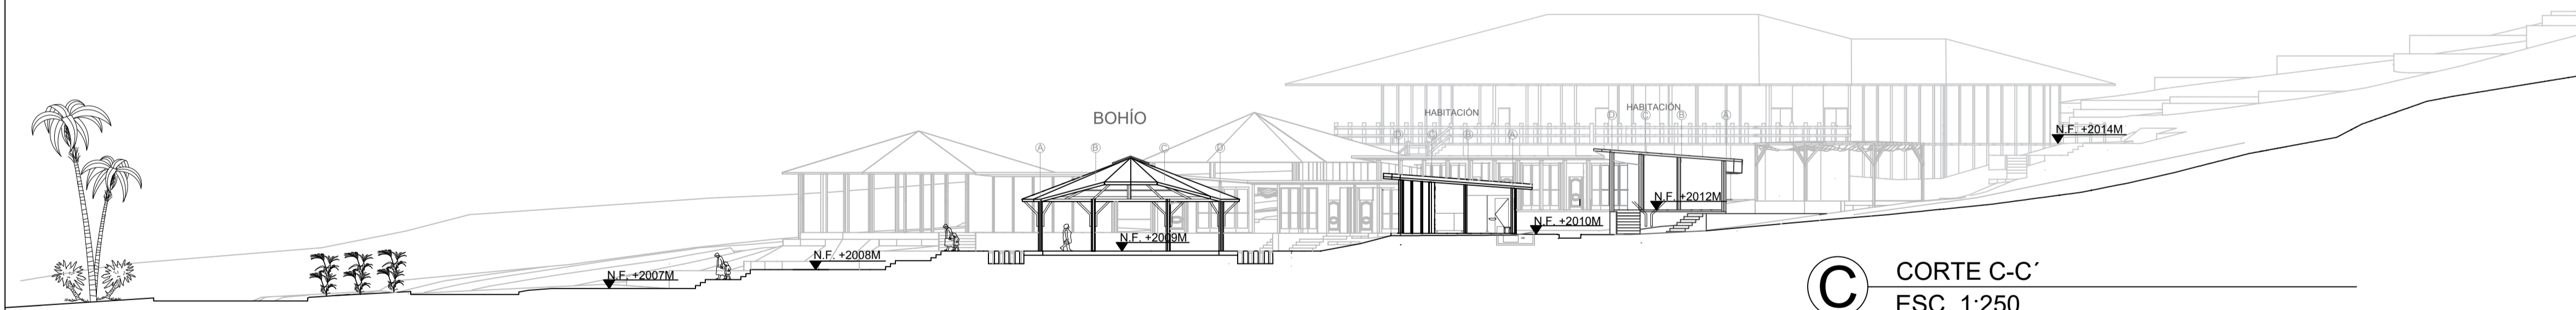 BOHÍO
A B C D
HABITACIÓN
D C B A
HABITACIÓN
D C B A
N.F. +2007M
N.F. +2008M
N.F. +2009M
N.F. +2010M
N.F. +2012M
N.F. +2014M
C
CORTE C-C´
ESC 1:250